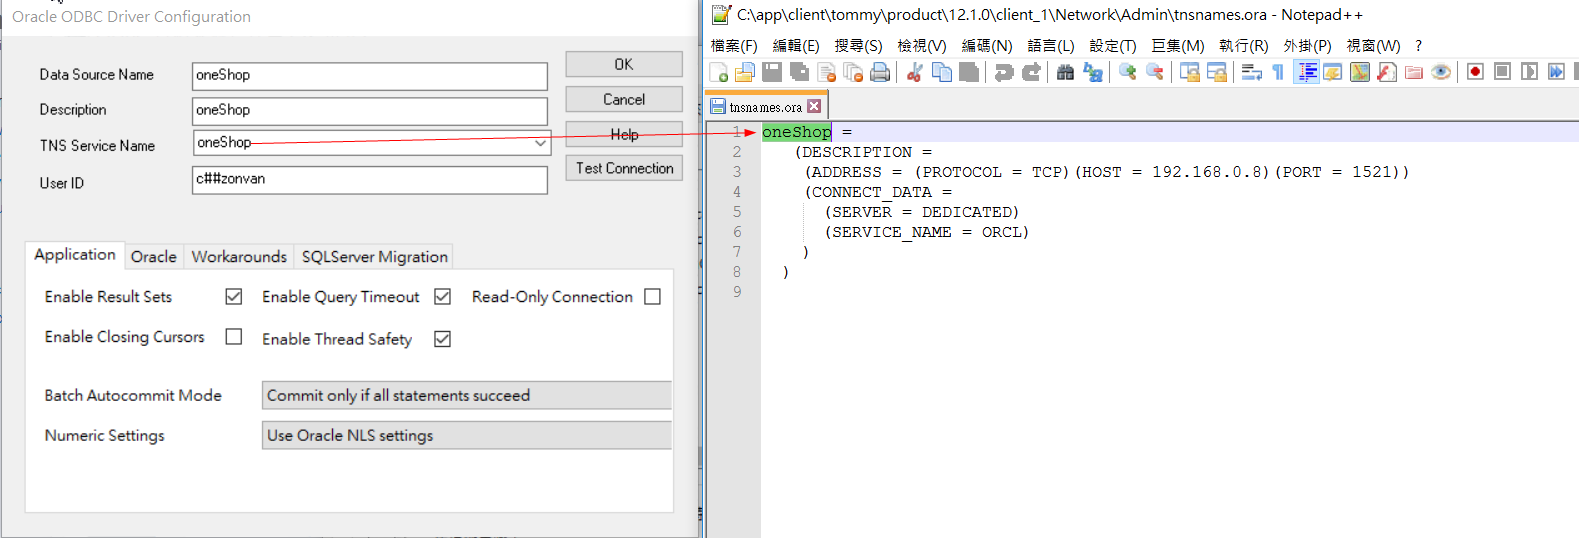 Oracle ODBC Driver Configuration
Data Source Name
oneShop
OK
Description
oneShop
Cancel
TNS Service Name
oneShop
Help
User ID
c##zonvan
Test Connection
Application
Oracle
Workarounds
SQLServer Migration
Enable Result Sets
Enable Query Timeout
Read-Only Connection
Enable Closing Cursors
Enable Thread Safety
Batch Autocommit Mode
Commit only if all statements succeed
Numeric Settings
Use Oracle NLS settings
C:\app\client\tommy\product\12.1.0\client_1\Network\Admin\tnsnames.ora - Notepad++
檔案(F) 編輯(E) 搜尋(S) 檢視(V) 編碼(N) 語言(L) 設定(T) 巨集(M) 執行(R) 外掛(P) 視窗(W) ?
tnsnames.ora
1 oneShop =
2 (DESCRIPTION =
3 (ADDRESS = (PROTOCOL = TCP)(HOST = 192.168.0.8)(PORT = 1521))
4 (CONNECT_DATA =
5 (SERVER = DEDICATED)
6 (SERVICE_NAME = ORCL)
7 )
8 )
9